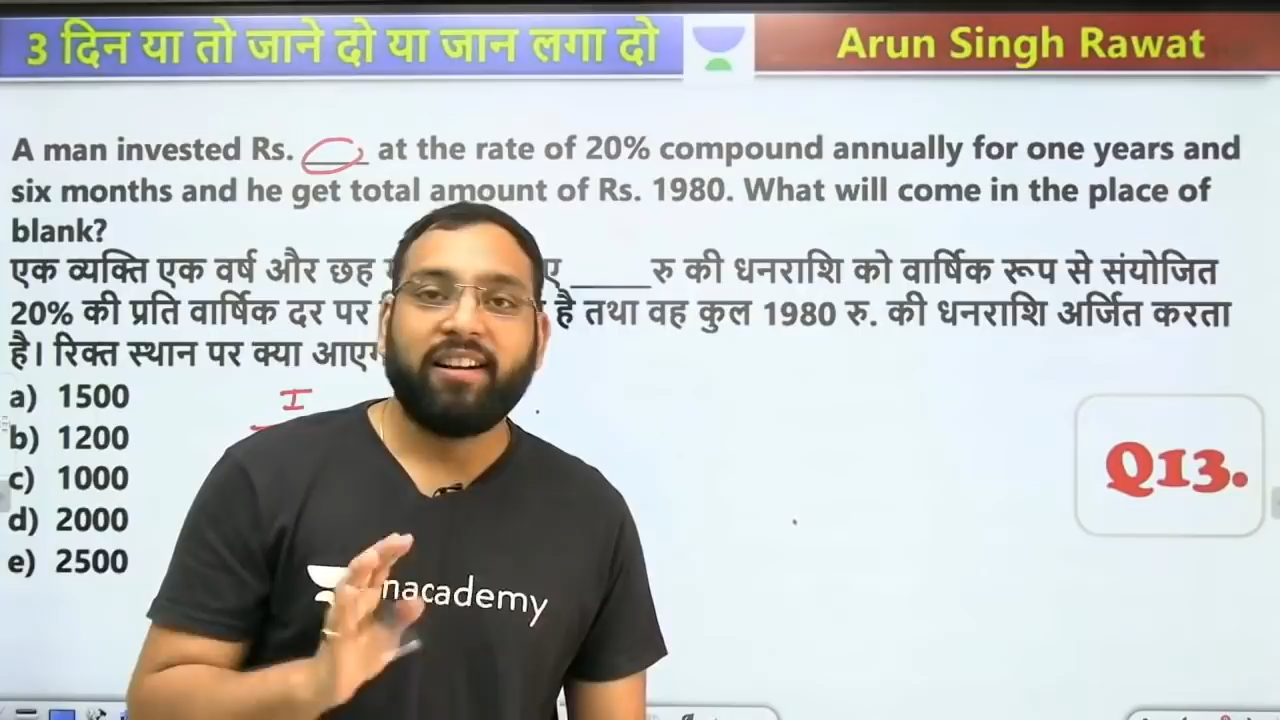 3 दिन या तो जाने दो या जान लगा दो
Arun Singh Rawat
A man invested Rs. ____ at the rate of 20% compound annually for one years and
six months and he get total amount of Rs. 1980. What will come in the place of
blank?
एक व्यक्ति एक वर्ष और छह _____ रु की धनराशि को वार्षिक रूप से संयोजित
20% की प्रति वार्षिक दर पर है तथा वह कुल 1980 रु. की धनराशि अर्जित करता
है। रिक्त स्थान पर क्या
a) 1500
I
b) 1200
c) 1000
d) 2000
e) 2500
Q13.
nacademy